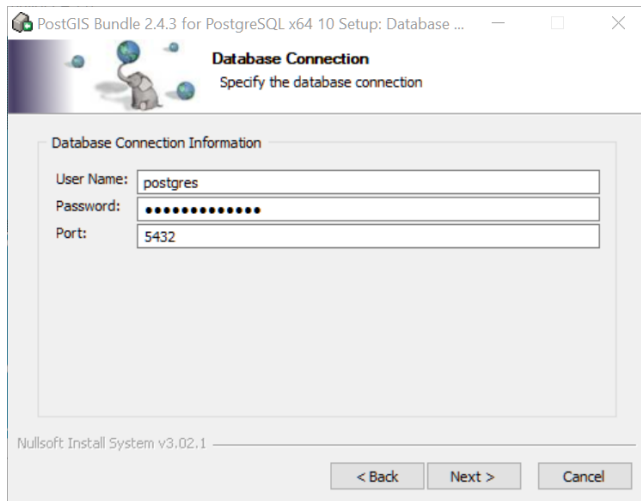 PostGIS Bundle 2.4.3 for PostgreSQL x64 10 Setup: Database ...
Database Connection
Specify the database connection
Database Connection Information
User Name: postgres
Password: •••••••••••••
Port: 5432
Nullsoft Install System v3.02.1
< Back Next > Cancel